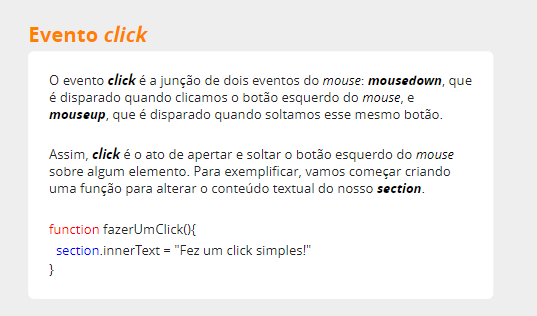 Evento click
O evento click é a junção de dois eventos do mouse: mousedown, que
é disparado quando clicamos o botão esquerdo do mouse, e
mouseup, que é disparado quando soltamos esse mesmo botão.
Assim, click é o ato de apertar e soltar o botão esquerdo do mouse
sobre algum elemento. Para exemplificar, vamos começar criando
uma função para alterar o conteúdo textual do nosso section.
function fazerUmClick(){
section.innerText = "Fez um click simples!"
}